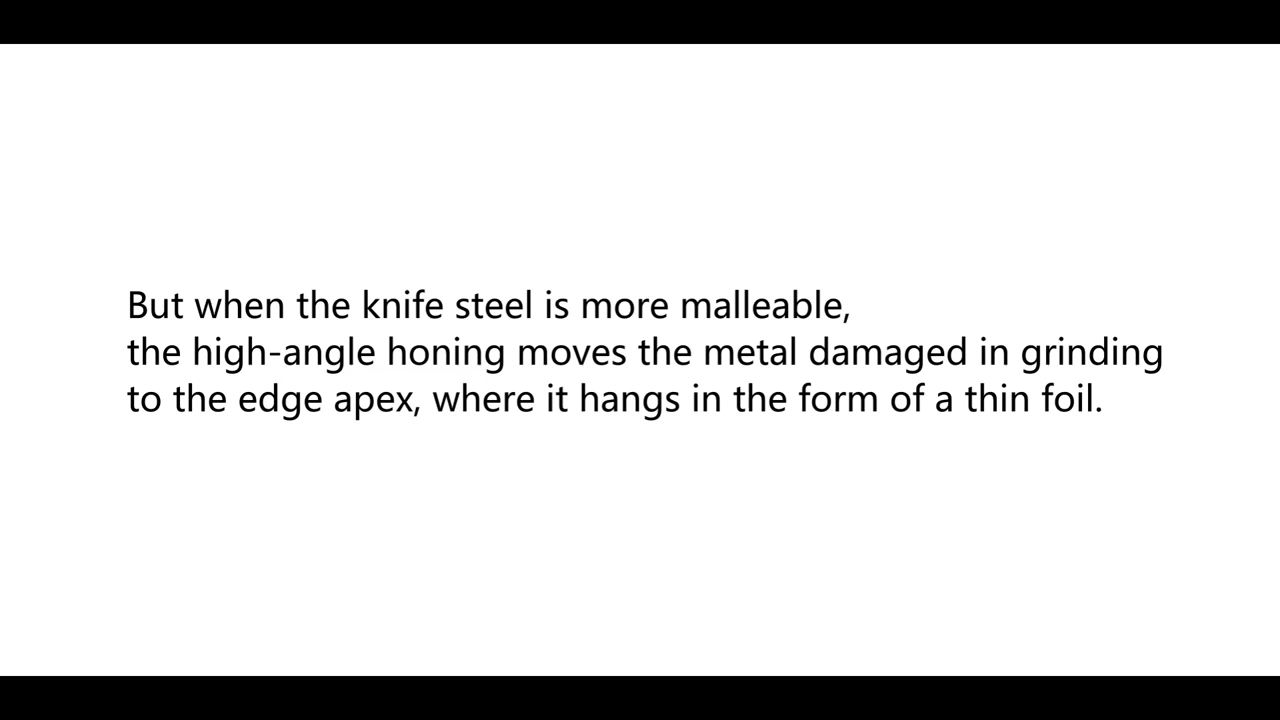 But when the knife steel is more malleable,
the high-angle honing moves the metal damaged in grinding
to the edge apex, where it hangs in the form of a thin foil.